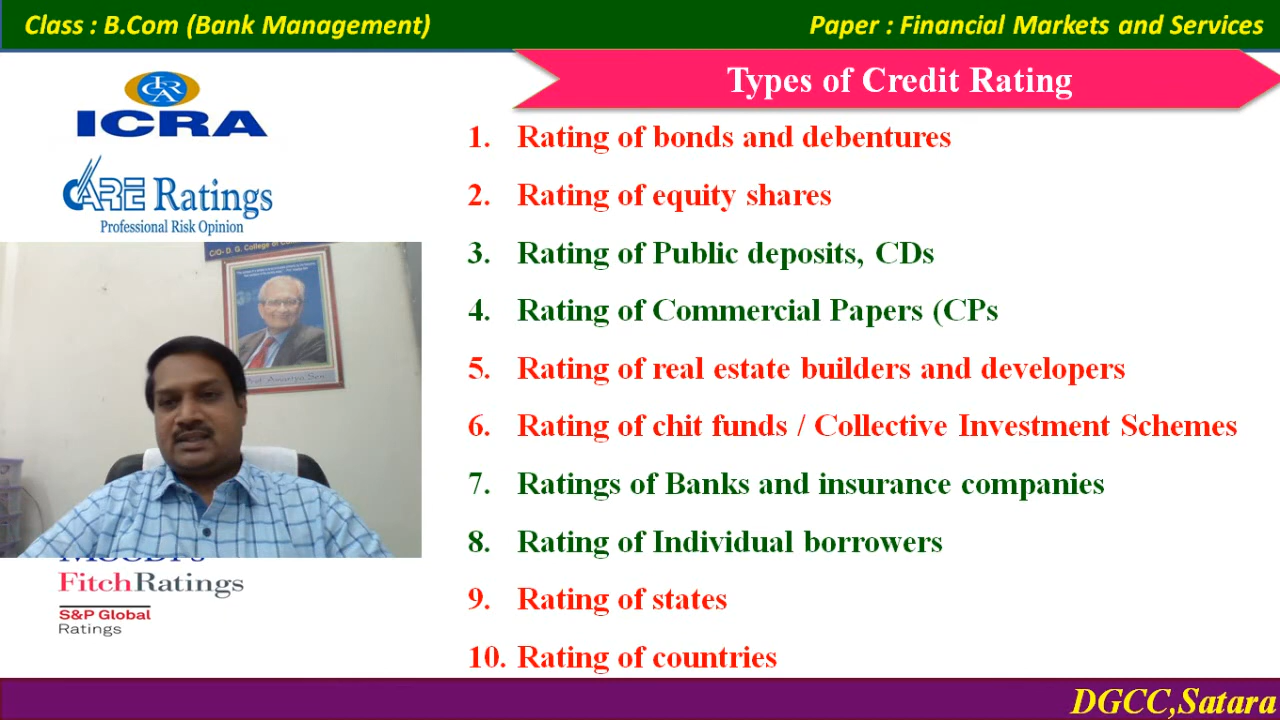 Class : B.Com (Bank Management)
Paper : Financial Markets and Services
Types of Credit Rating
ICRA
CARE Ratings
Professional Risk Opinion
FitchRatings
S&P Global
Ratings
1. Rating of bonds and debentures
2. Rating of equity shares
3. Rating of Public deposits, CDs
4. Rating of Commercial Papers (CPs
5. Rating of real estate builders and developers
6. Rating of chit funds / Collective Investment Schemes
7. Ratings of Banks and insurance companies
8. Rating of Individual borrowers
9. Rating of states
10. Rating of countries
DGCC,Satara